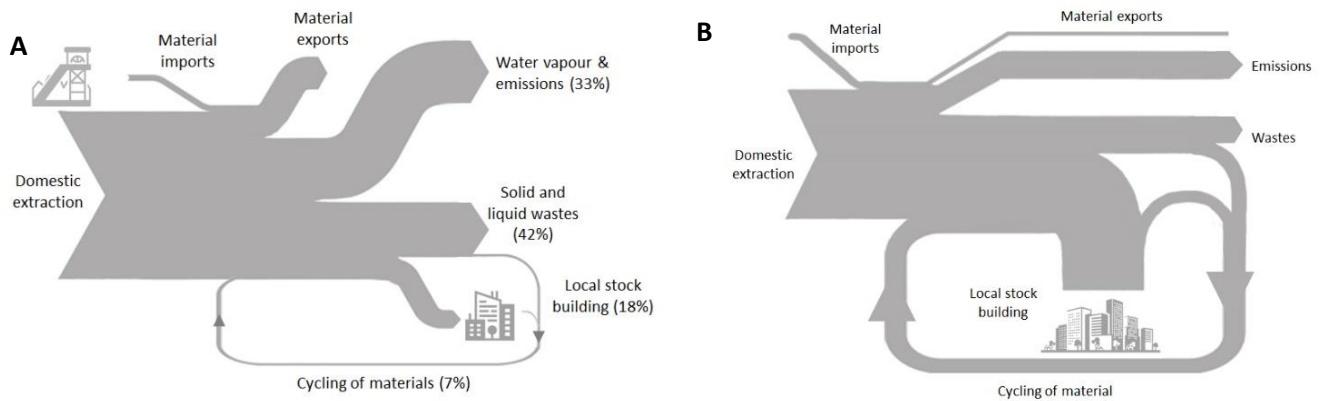 A
Material
imports
Material
exports
Water vapour &
emissions (33%)
Domestic
extraction
Solid and
liquid wastes
(42%)
Local stock
building (18%)
Cycling of materials (7%)
B
Material exports
Material
imports
Emissions
Wastes
Domestic
extraction
Local stock
building
Cycling of material